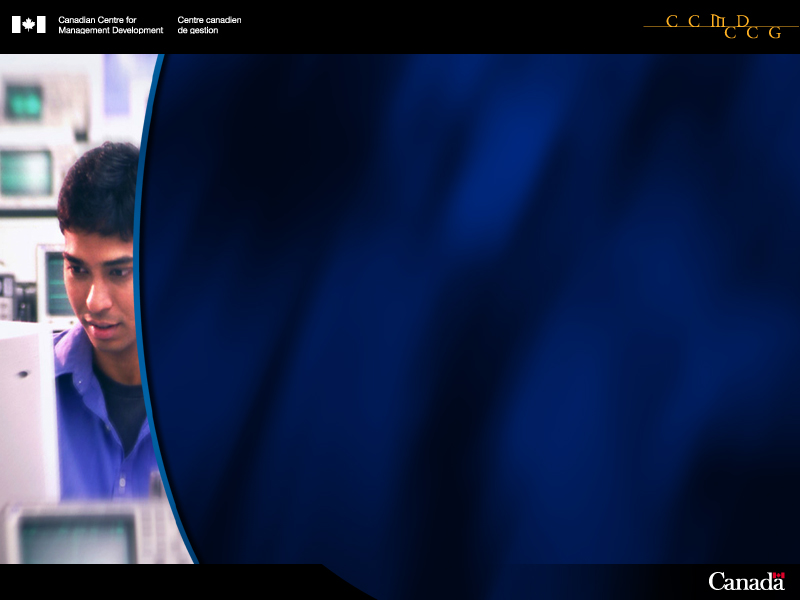 Canadian Centre for
Management Development
Centre canadien
de gestion
C C M D
C C G
Canada